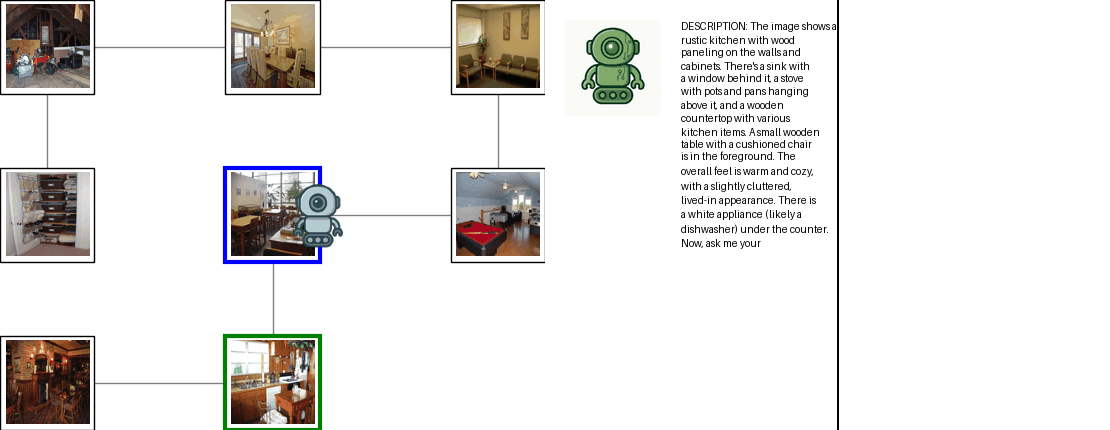 DESCRIPTION: The image shows a
rustic kitchen with wood
paneling on the walls and
cabinets. There's a sink with
a window behind it, a stove
with pots and pans hanging
above it, and a wooden
countertop with various
kitchen items. A small wooden
table with a cushioned chair
is in the foreground. The
overall feel is warm and cozy,
with a slightly cluttered,
lived-in appearance. There is
a white appliance (likely a
dishwasher) under the counter.
Now, ask me your